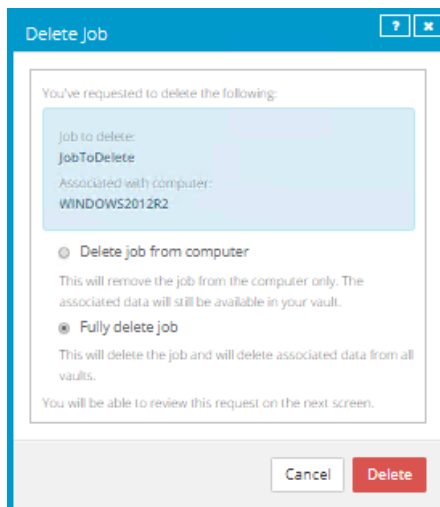 Delete Job
?
x
You've requested to delete the following:
Job to delete:
JobToDelete
Associated with computer:
WINDOWS2012R2
Delete job from computer
This will remove the job from the computer only. The
associated data will still be available in your vault.
Fully delete job
This will delete the job and will delete associated data from all
vaults.
You will be able to review this request on the next screen.
Cancel
Delete